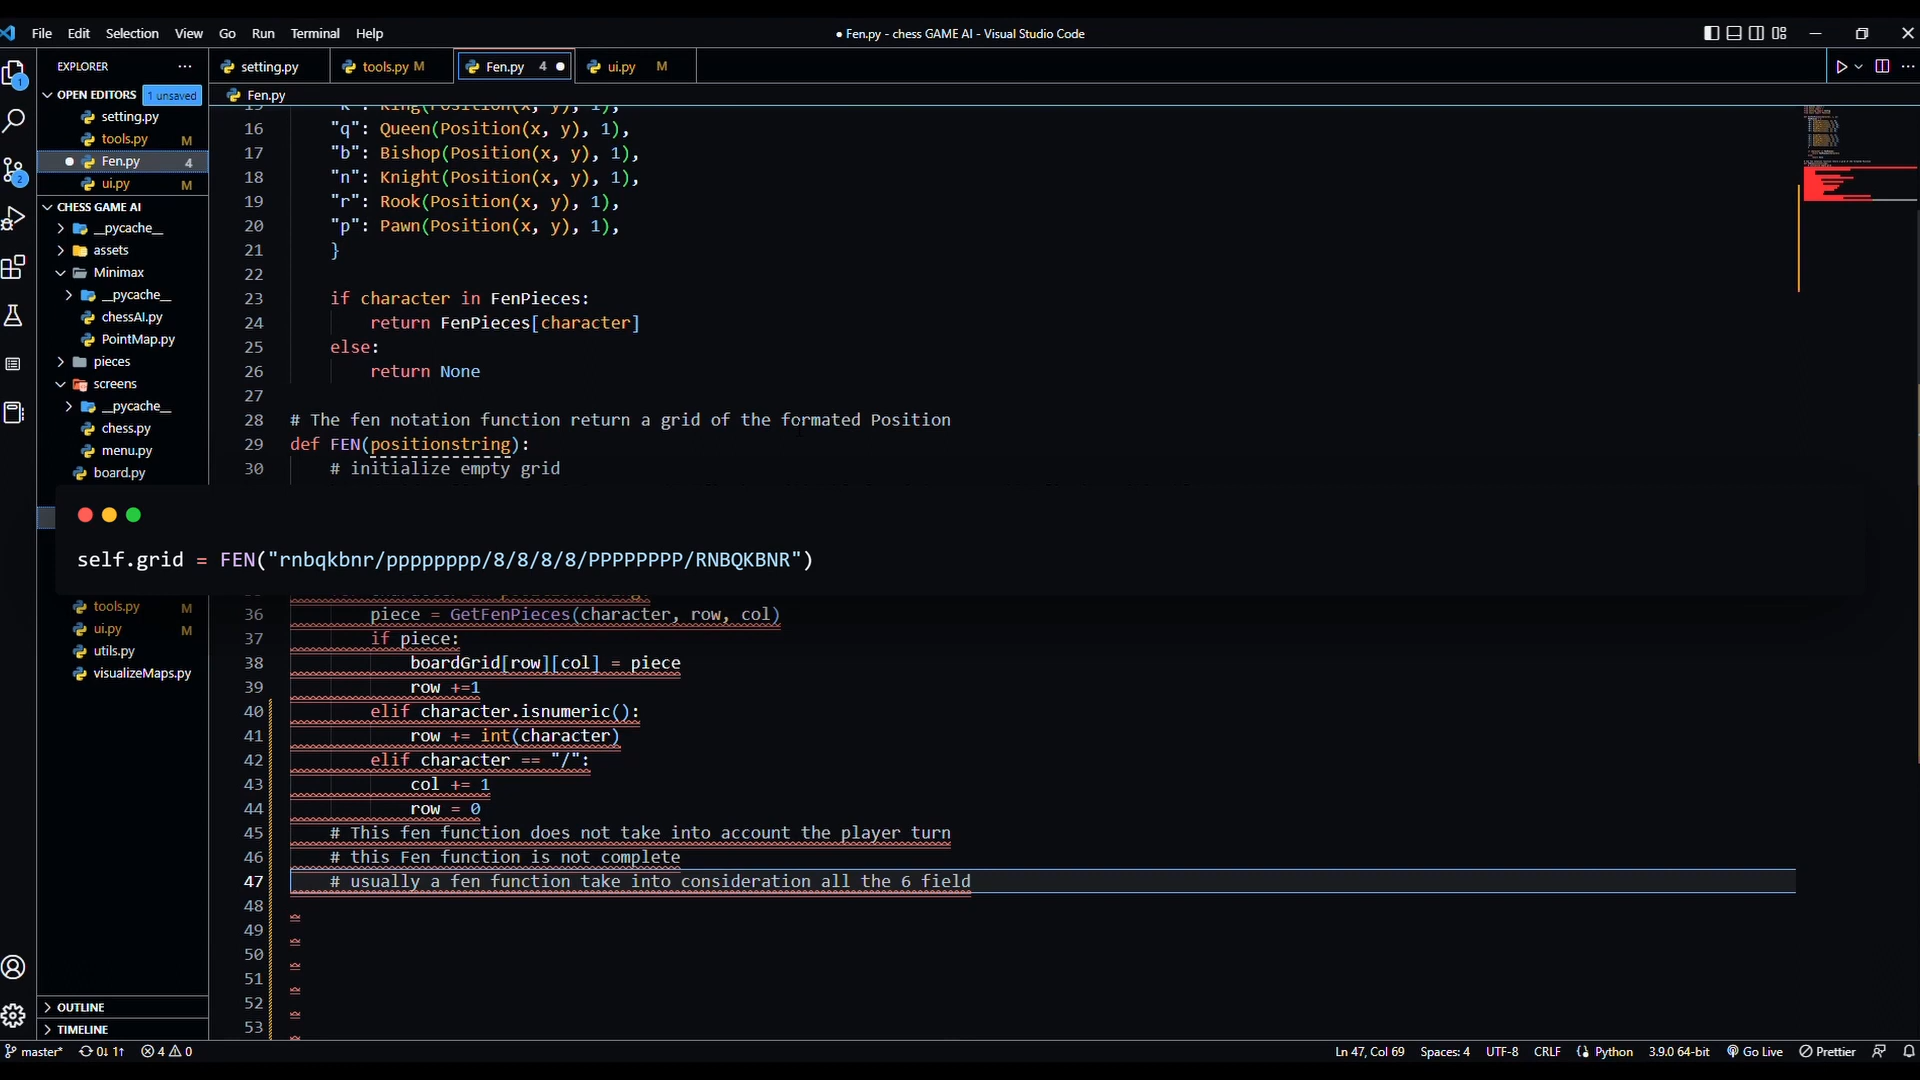 File Edit Selection View Go Run Terminal Help
● Fen.py - chess GAME AI - Visual Studio Code
EXPLORER ···
setting.py
tools.py M
Fen.py 4 ●
ui.py M
OPEN EDITORS 1 unsaved
Fen.py
setting.py
tools.py M
● Fen.py 4
ui.py M
CHESS GAME AI
__pycache__
assets
Minimax
__pycache__
chessAI.py
PointMap.py
pieces
screens
__pycache__
chess.py
menu.py
board.py
tools.py M
ui.py M
utils.py
visualizeMaps.py
OUTLINE
TIMELINE
16 "q": Queen(Position(x, y), 1),
17 "b": Bishop(Position(x, y), 1),
18 "n": Knight(Position(x, y), 1),
19 "r": Rook(Position(x, y), 1),
20 "p": Pawn(Position(x, y), 1),
21 }
22
23 if character in FenPieces:
24 return FenPieces[character]
25 else:
26 return None
27
28 # The fen notation function return a grid of the formated Position
29 def FEN(positionstring):
30 # initialize empty grid
self.grid = FEN("rnbqkbnr/pppppppp/8/8/8/8/PPPPPPPP/RNBQKBNR")
36 piece = GetFenPieces(character, row, col)
37 if piece:
38 boardGrid[row][col] = piece
39 row +=1
40 elif character.isnumeric():
41 row += int(character)
42 elif character == "/":
43 col += 1
44 row = 0
45 # This fen function does not take into account the player turn
46 # this Fen function is not complete
47 # usually a fen function take into consideration all the 6 field
48
49
50
51
52
53
master* 0↓ 1↑ 4 0
Ln 47, Col 69 Spaces: 4 UTF-8 CRLF Python 3.9.0 64-bit Go Live Prettier